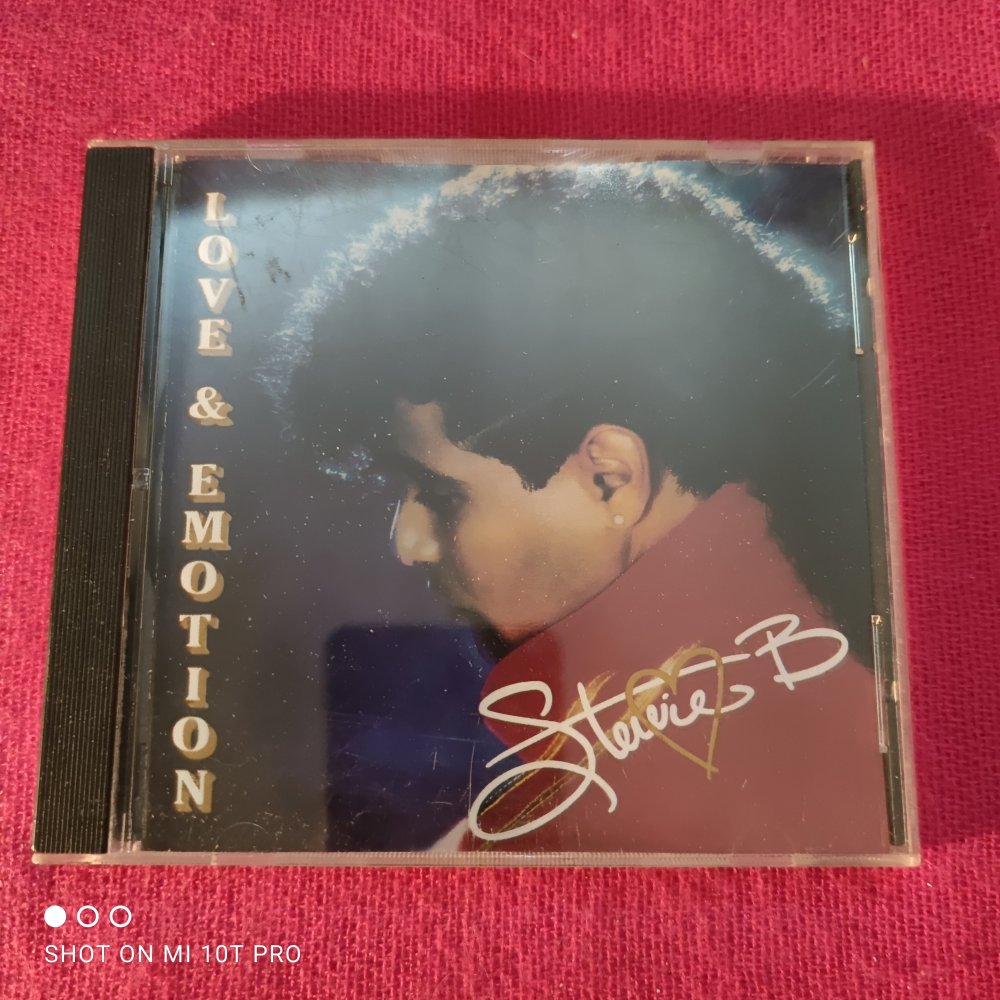 LOVE & EMOTION
Stevie B
SHOT ON MI 10T PRO